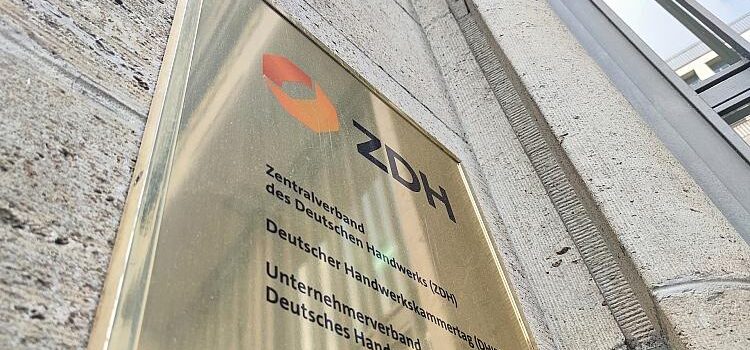 ZDH
Zentralverband
des Deutschen Handwerks (ZDH)
Deutscher Handwerkskammertag
Unternehmerverband
Deutsches